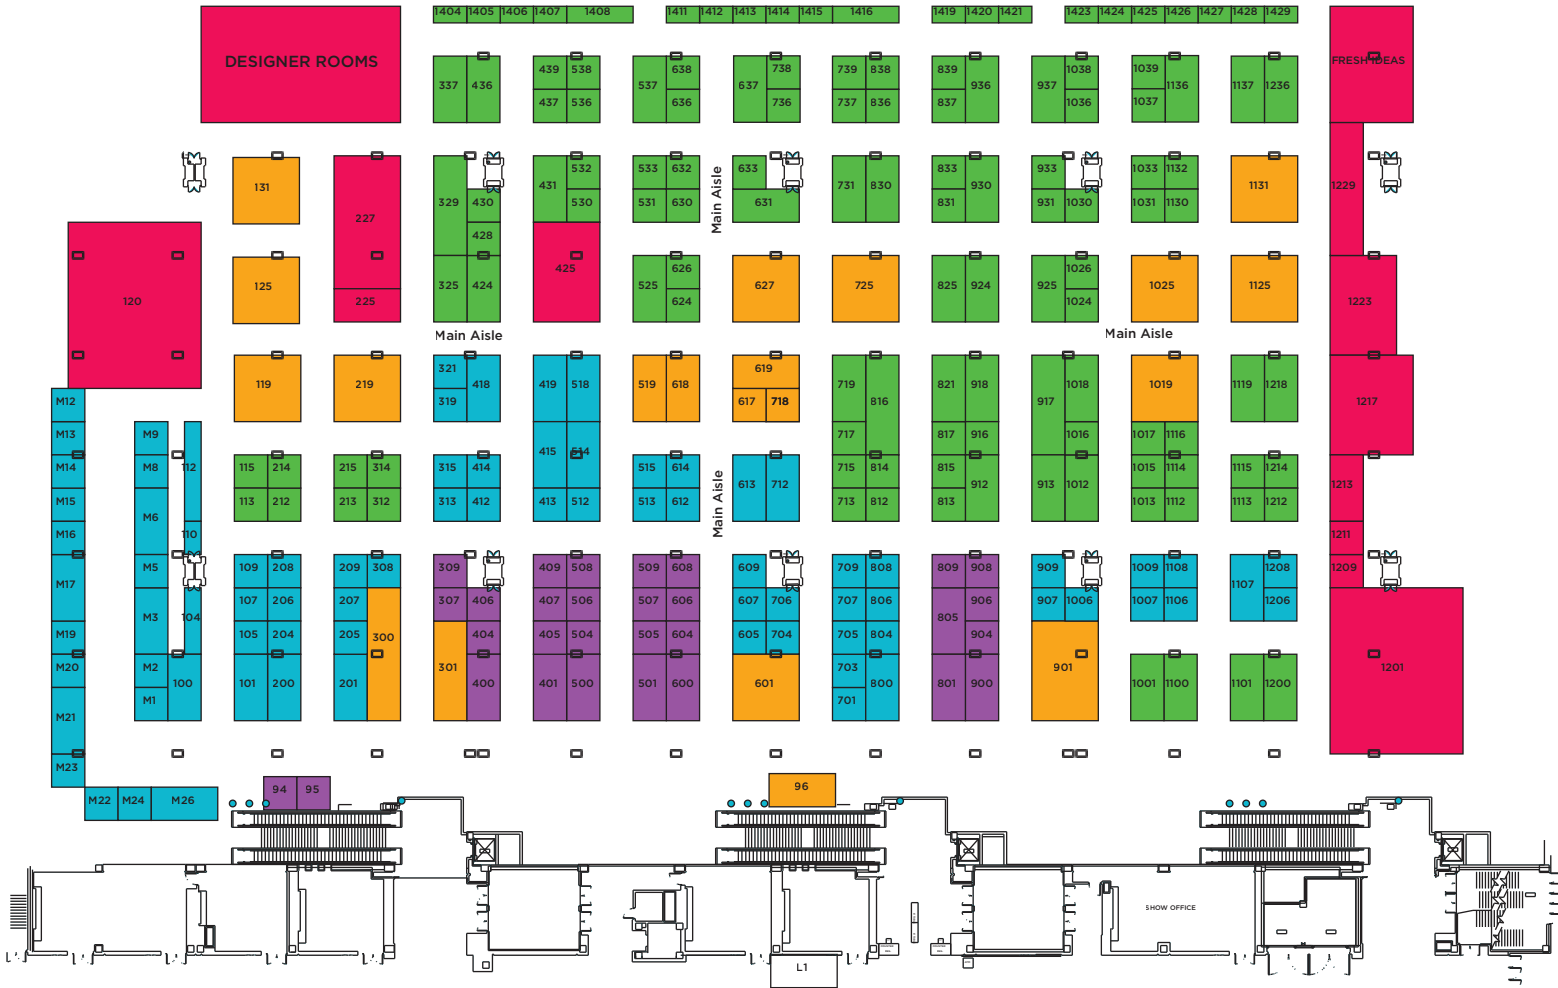 1404 1405 1406 1407 1408 1411 1412 1413 1414 1415 1416 1419 1420 1421 1423 1424 1425 1426 1427 1428 1429
DESIGNER ROOMS
FRESH IDEAS
439 538 638 738 739 838 839 1038 1039
337 436 537 637 936 937 1136 1137 1236
437 536 636 736 737 836 837 1036 1037
532 533 632 633 833 933 1033 1132
131 431 731 830 930 1131 1229
227 329 430 530 531 630 631 831 931 1030 1031 1130
Main Aisle
428
425 626 1026
120 125 325 424 525 627 725 825 924 925 1025 1125 1223
225 624 1024
Main Aisle
Main Aisle
321 619
119 219 418 419 518 519 618 719 821 918 1018 1019 1119 1218
319 617 718 816 917 1217
M12
M13 M9 717 817 916 1016 1017 1116
415 514
M14 M8 112 115 214 215 314 315 414 515 614 715 814 815 1015 1114 1115 1214
613 712 912 913 1012 1213
M15 M6 113 212 213 312 313 412 413 512 513 612 713 812 813 1013 1112 1113 1212
Main Aisle
M16 110 1211
M17 M5 109 208 209 308 309 409 508 509 608 609 709 808 809 908 909 1009 1108 1208 1209
1107
M3 104 107 206 207 307 406 407 506 507 606 607 706 707 806 805 906 907 1006 1007 1106 1206
M19 105 204 205 300 404 405 504 505 604 605 704 705 804 904
M20 M2 100 101 200 201 301 400 401 500 501 600 601 703 800 801 900 901 1001 1100 1101 1200 1201
M21 M1 701
M23
94 95 96
M22 M24 M26
SHOW OFFICE
L1